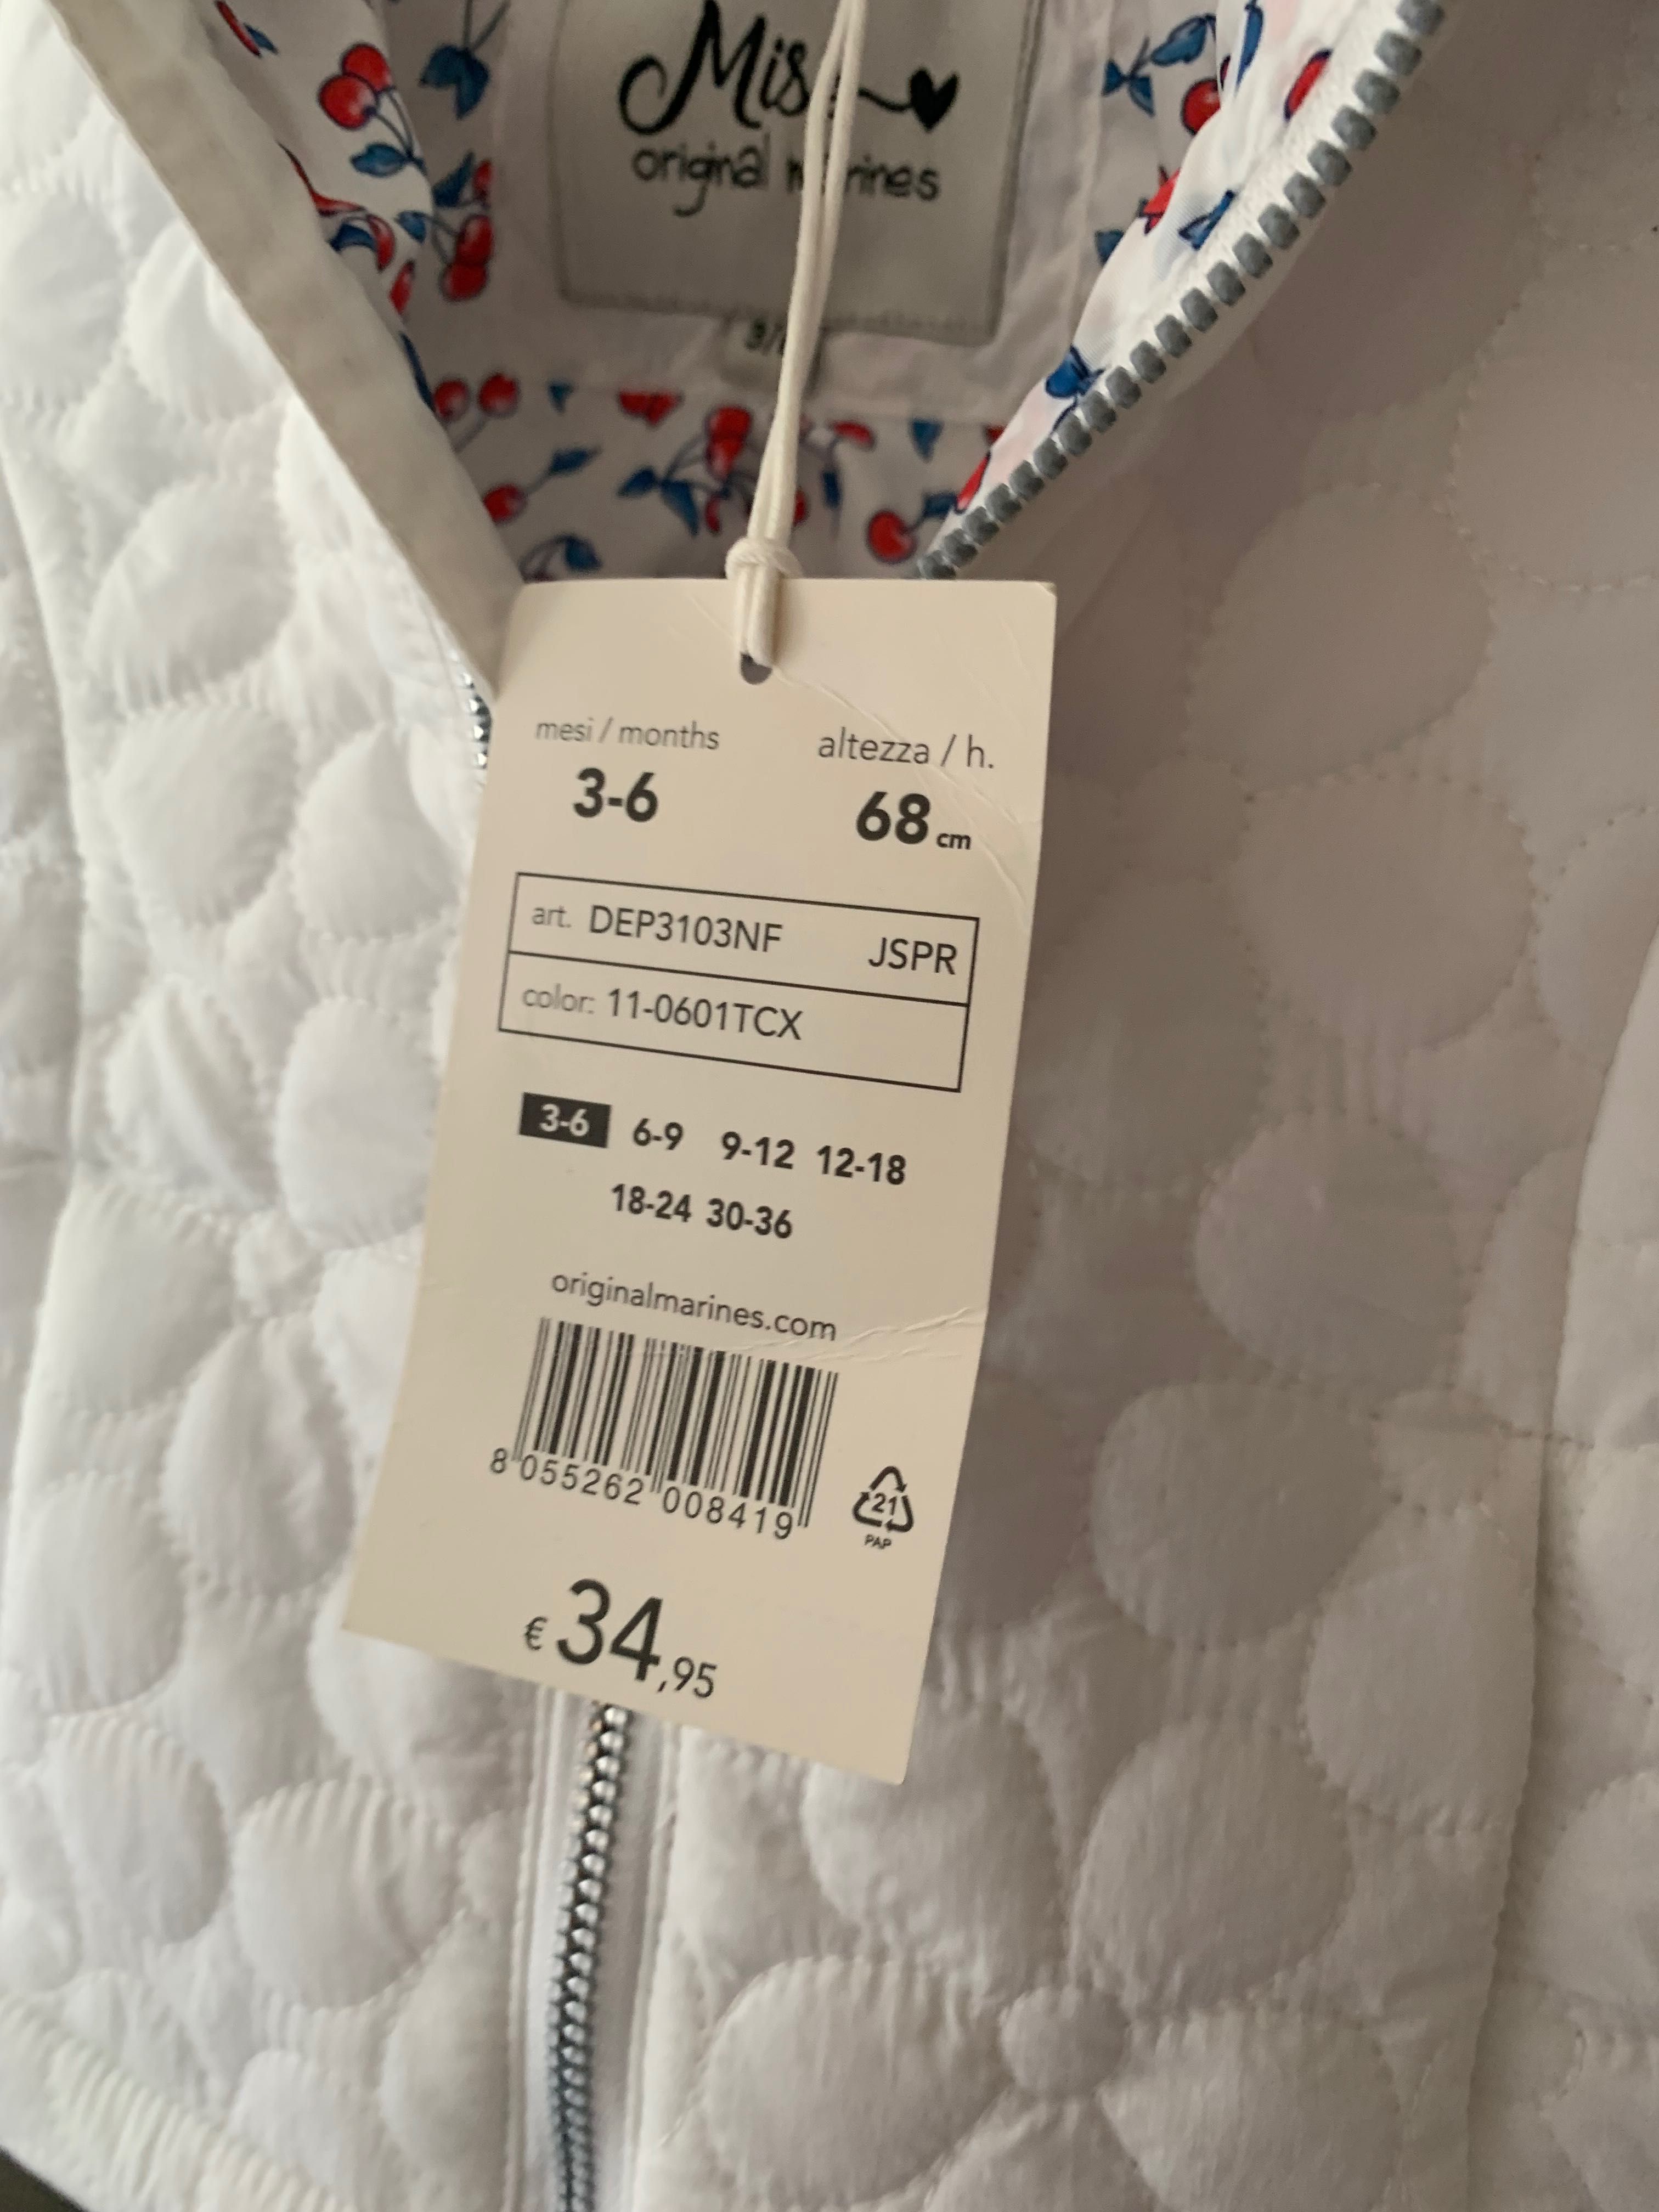 Miss
original marines
mesi / months
altezza / h.
3-6
68 cm
art. DEP3103NF JSPR
color: 11-0601TCX
3-6 6-9 9-12 12-18
18-24 30-36
originalmarines.com
8 055262 008419
21
PAP
€ 34,95